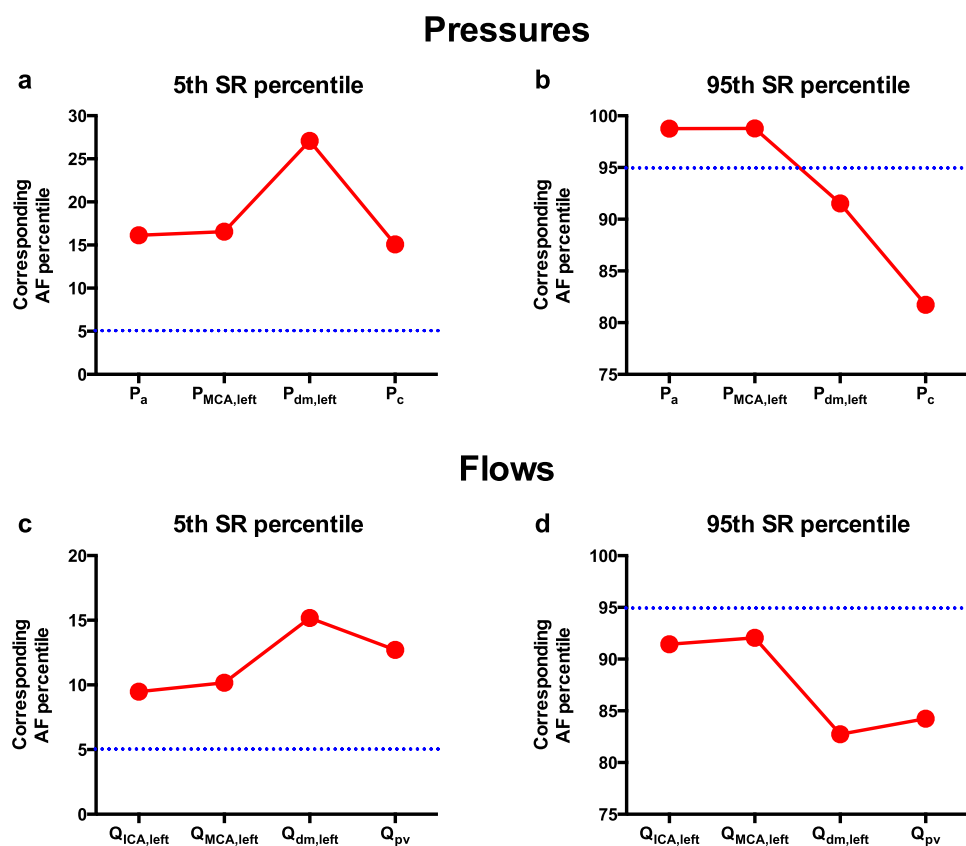 Pressures
a
5th SR percentile
Corresponding
AF percentile
30
25
20
15
10
5
0
Pa
PMCA,left
Pdm,left
Pc
b
95th SR percentile
Corresponding
AF percentile
100
95
90
85
80
75
Pa
PMCA,left
Pdm,left
Pc
Flows
c
5th SR percentile
Corresponding
AF percentile
20
15
10
5
0
QICA,left
QMCA,left
Qdm,left
Qpv
d
95th SR percentile
Corresponding
AF percentile
100
95
90
85
80
75
QICA,left
QMCA,left
Qdm,left
Qpv